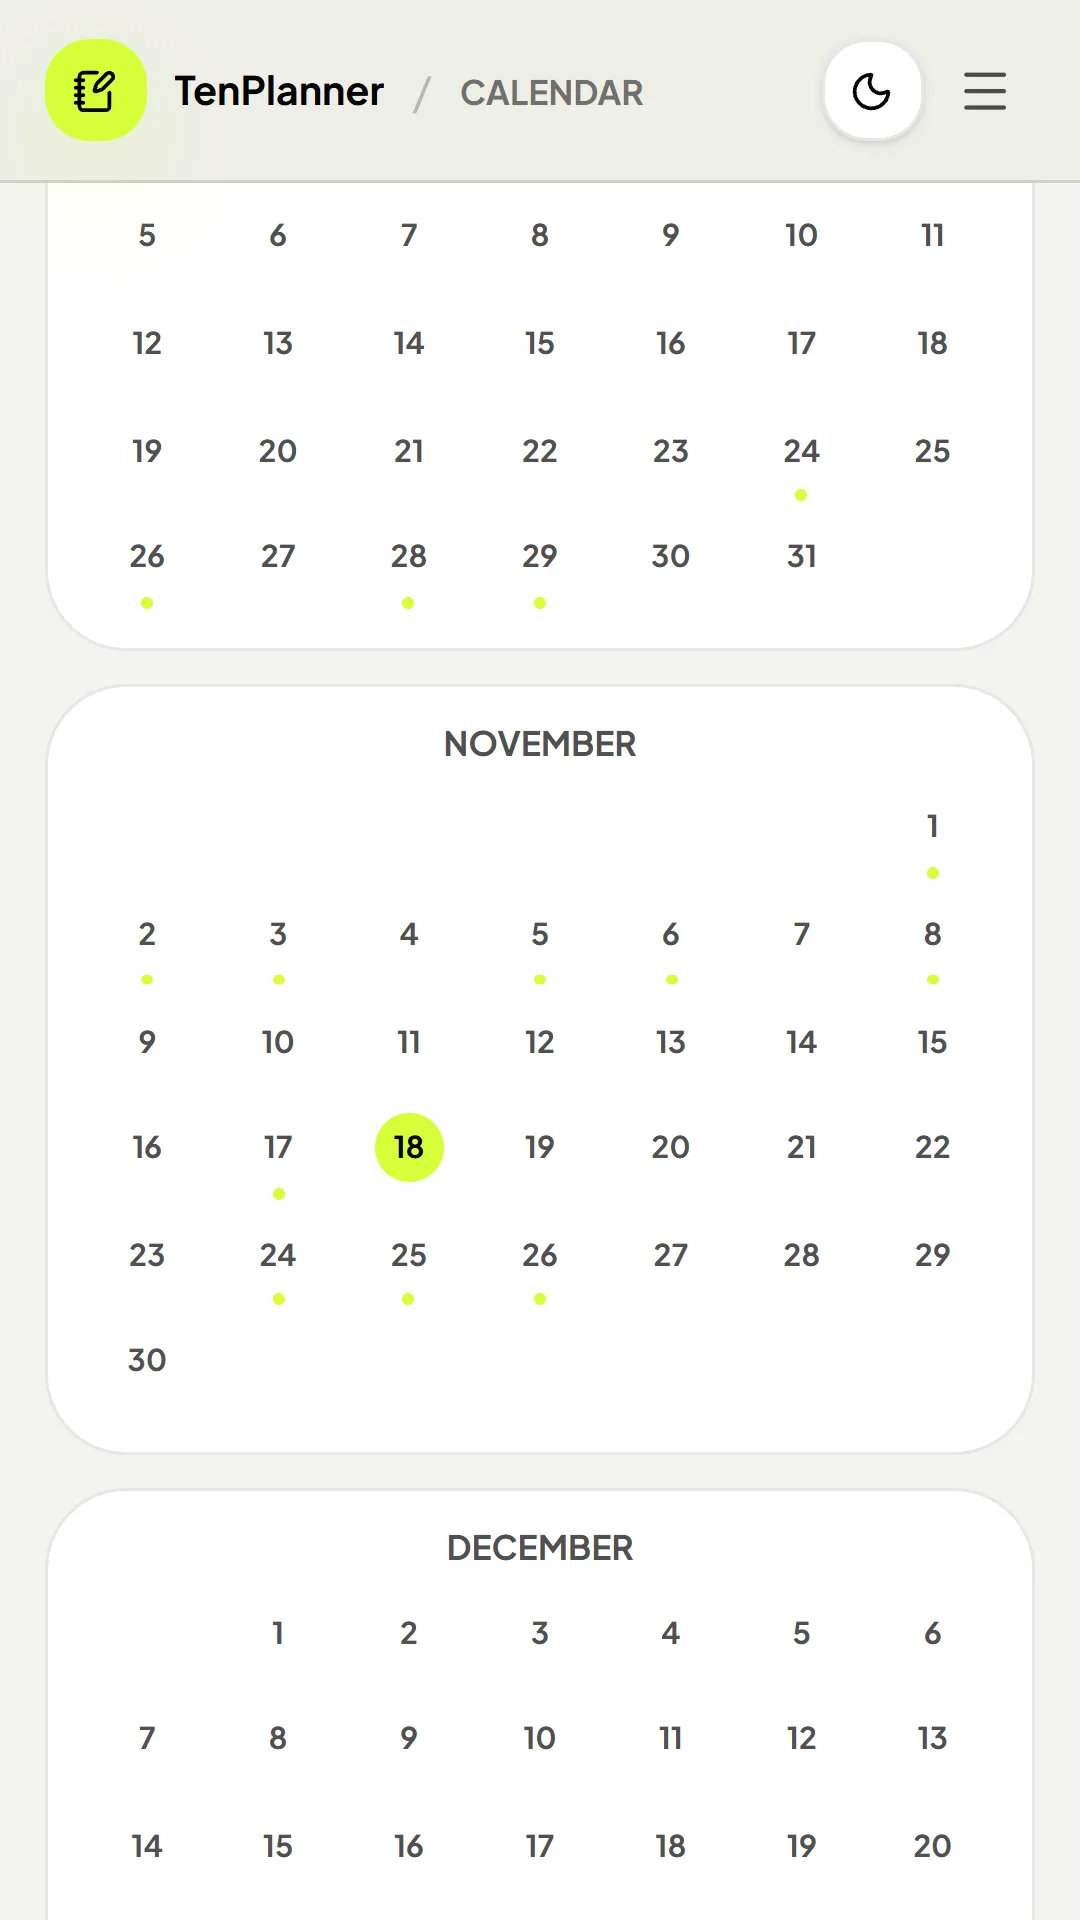 TenPlanner / CALENDAR
5 6 7 8 9 10 11
12 13 14 15 16 17 18
19 20 21 22 23 24 25
26 27 28 29 30 31
NOVEMBER
1
2 3 4 5 6 7 8
9 10 11 12 13 14 15
16 17 18 19 20 21 22
23 24 25 26 27 28 29
30
DECEMBER
1 2 3 4 5 6
7 8 9 10 11 12 13
14 15 16 17 18 19 20